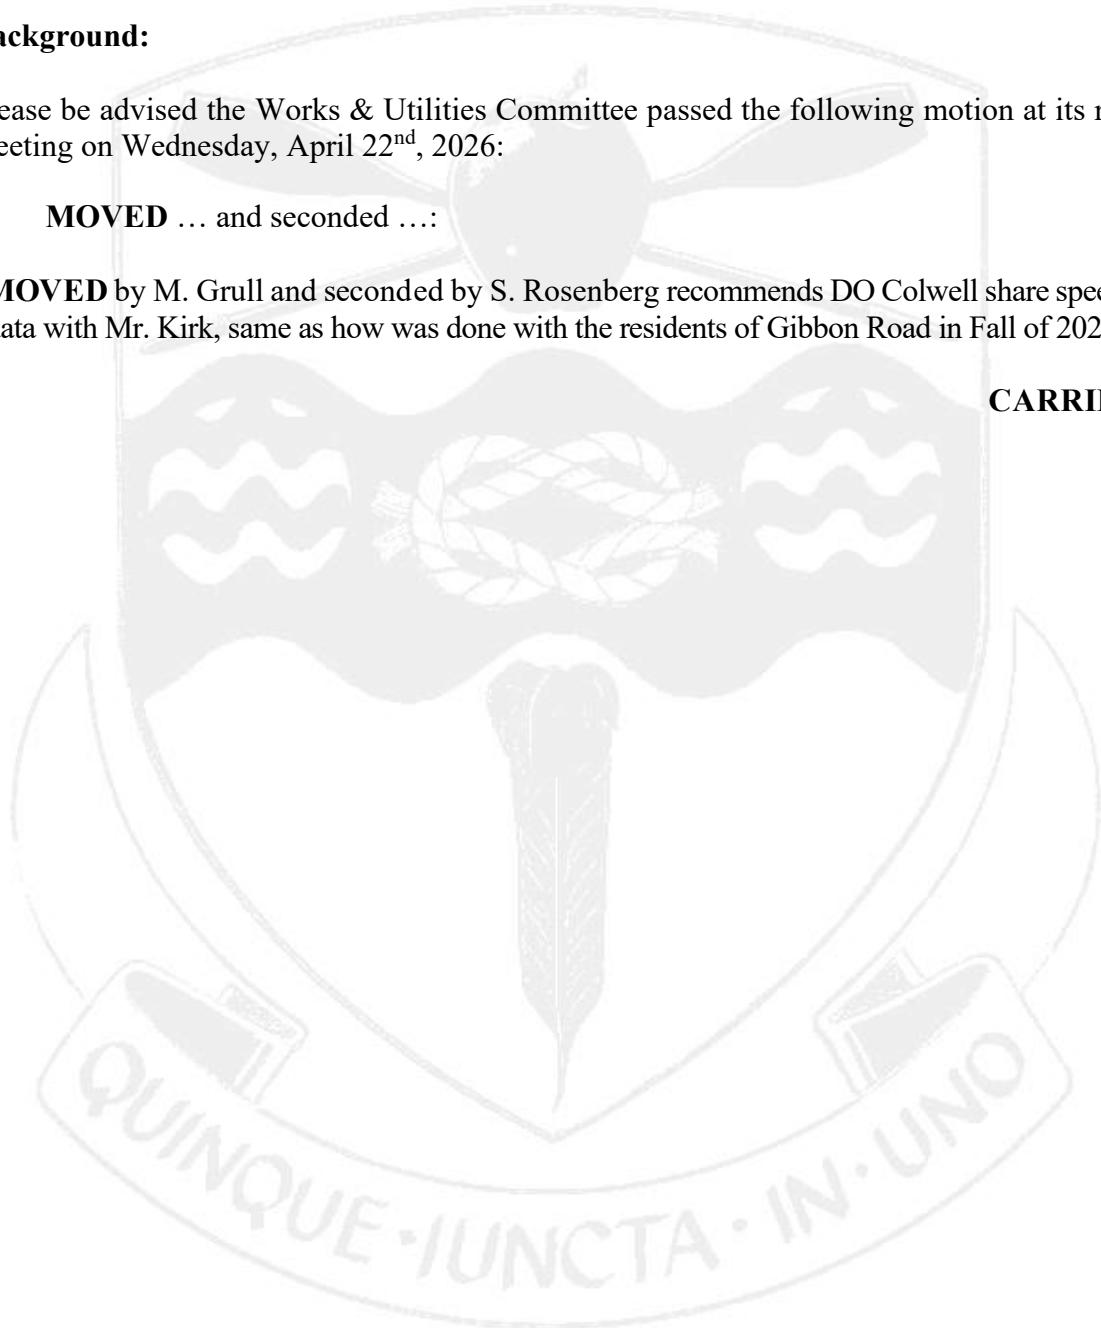 ackground:
ease be advised the Works & Utilities Committee passed the following motion at its
eeting on Wednesday, April 22nd, 2026:
MOVED … and seconded …:
MOVED by M. Grull and seconded by S. Rosenberg recommends DO Colwell share spee
ata with Mr. Kirk, same as how was done with the residents of Gibbon Road in Fall of 202
CARRI
QUINQUE·IUNCTA·IN·UNO